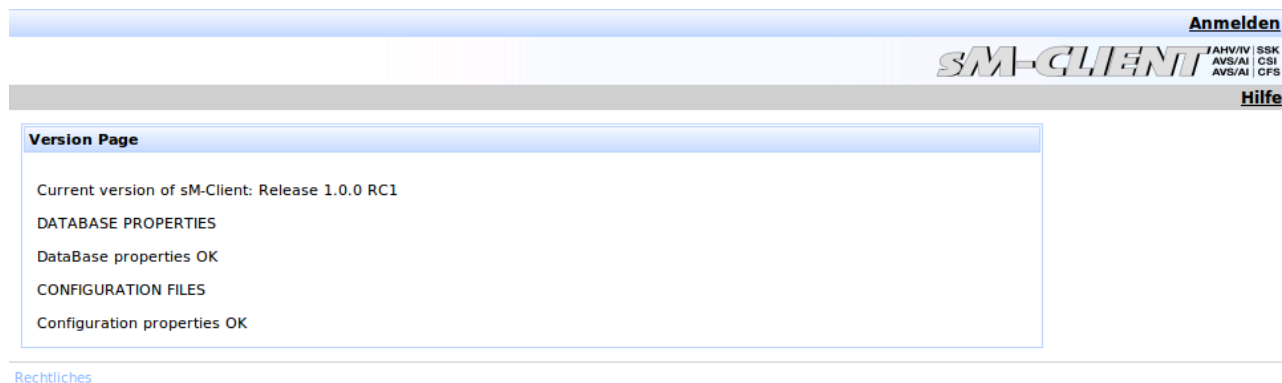 Anmelden
sM-CLIENT AHV/IV SSK
AVS/AI CSI
AVS/AI CFS
Hilfe
Version Page
Current version of sM-Client: Release 1.0.0 RC1
DATABASE PROPERTIES
DataBase properties OK
CONFIGURATION FILES
Configuration properties OK
Rechtliches